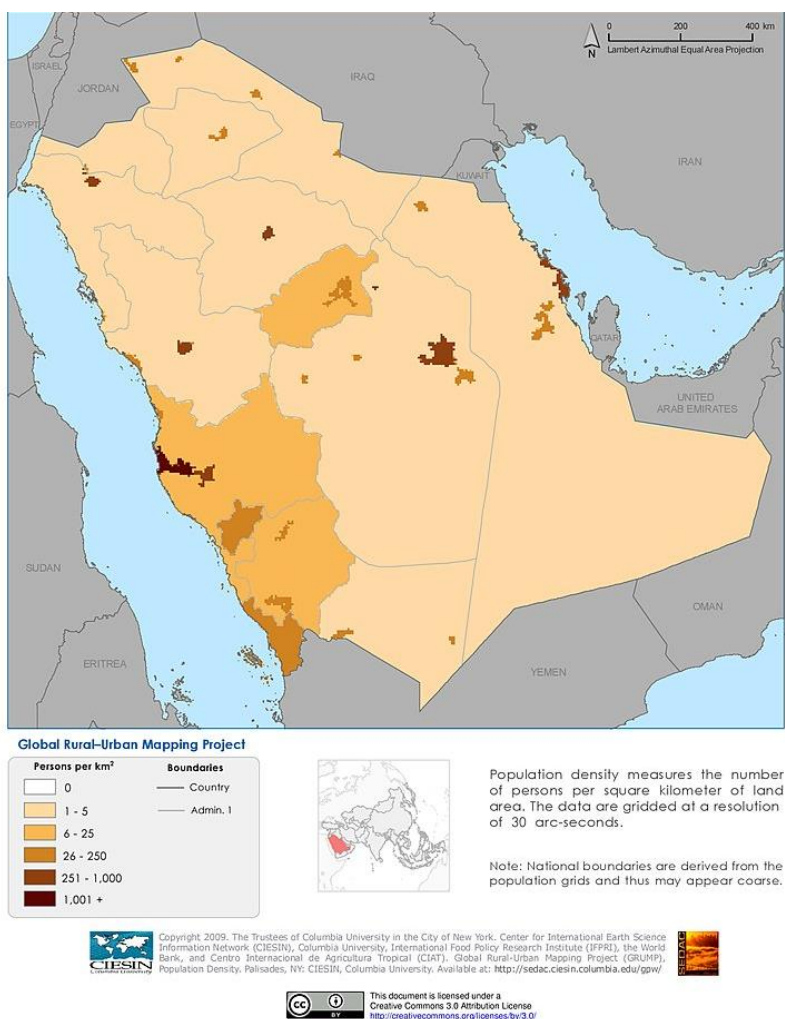 0 200 400 km
N
Lambert Azimuthal Equal Area Projection
ISRAEL
JORDAN
IRAQ
EGYPT
IRAN
KUWAIT
QATAR
UNITED
ARAB EMIRATES
SUDAN
OMAN
ERITREA
YEMEN
Global Rural–Urban Mapping Project
Persons per km²
0
1 - 5
6 - 25
26 - 250
251 - 1,000
1,001 +
Boundaries
Country
Admin. 1
Population density measures the number
of persons per square kilometer of land
area. The data are gridded at a resolution
of 30 arc-seconds.
Note: National boundaries are derived from the
population grids and thus may appear coarse.
CIESIN
Columbia University
Copyright 2009. The Trustees of Columbia University in the City of New York. Center for International Earth Science
Information Network (CIESIN), Columbia University, International Food Policy Research Institute (IFPRI), the World
Bank, and Centro Internacional de Agricultura Tropical (CIAT). Global Rural-Urban Mapping Project (GRUMP),
Population Density. Palisades, NY: CIESIN, Columbia University. Available at: http://sedac.ciesin.columbia.edu/gpw/
SEDAC
cc
BY
This document is licensed under a
Creative Commons 3.0 Attribution License
http://creativecommons.org/licenses/by/3.0/